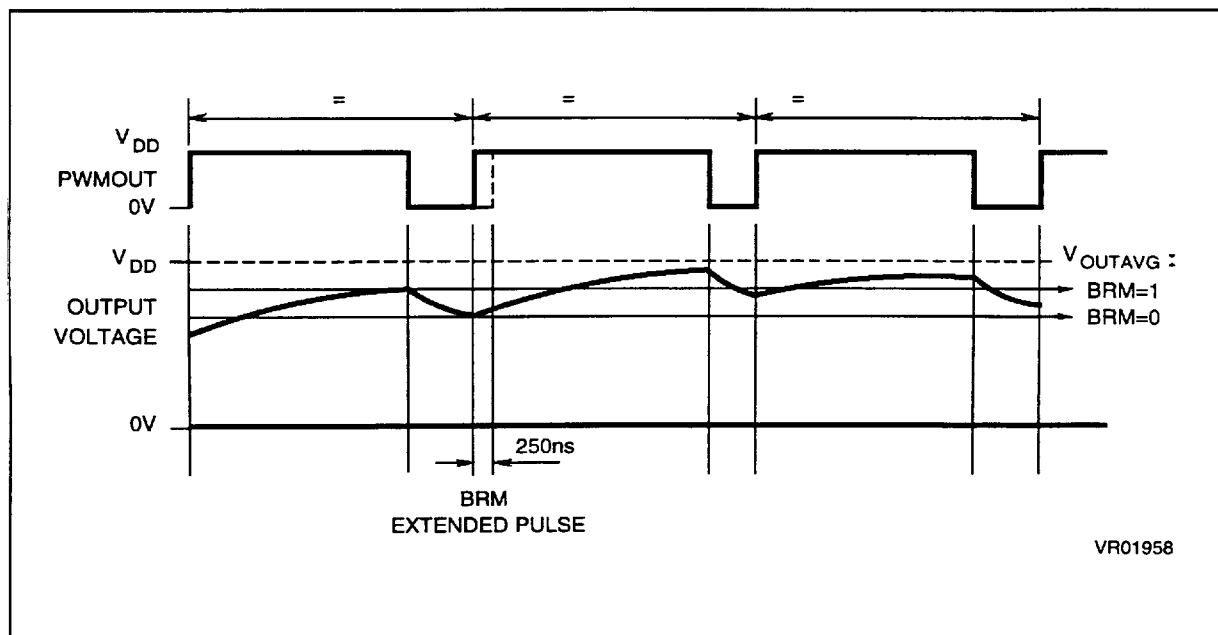 = = =
V DD
PWMOUT
0V
V DD
V OUTAVG :
OUTPUT
VOLTAGE
BRM=1
BRM=0
0V
250ns
BRM
EXTENDED PULSE
VR01958